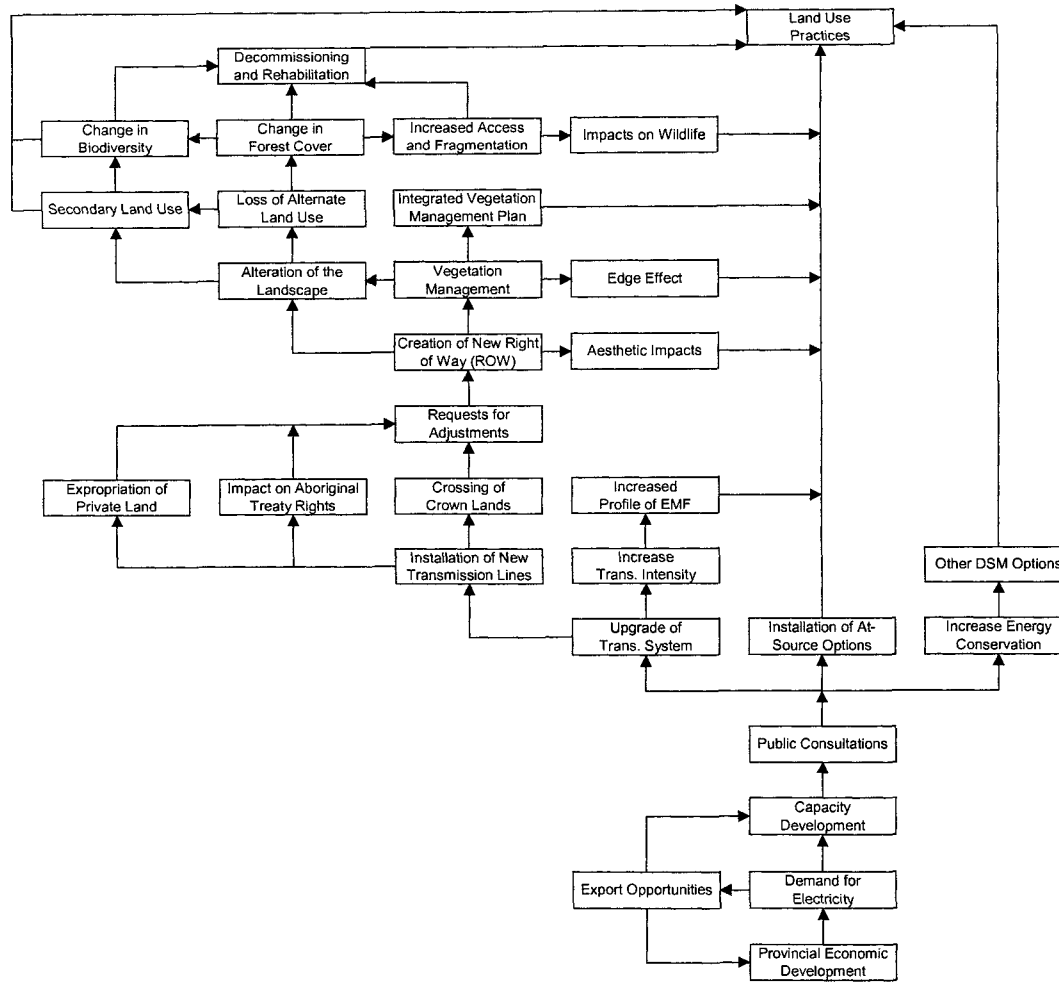 Land Use
Practices
Decommissioning
and Rehabilitation
Change in
Biodiversity
Change in
Forest Cover
Increased Access
and Fragmentation
Impacts on Wildlife
Secondary Land Use
Loss of Alternate
Land Use
Integrated Vegetation
Management Plan
Alteration of the
Landscape
Vegetation
Management
Edge Effect
Creation of New Right
of Way (ROW)
Aesthetic Impacts
Requests for
Adjustments
Expropriation of
Private Land
Impact on Aboriginal
Treaty Rights
Crossing of
Crown Lands
Increased
Profile of EMF
Installation of New
Transmission Lines
Increase
Trans. Intensity
Other DSM Options
Upgrade of
Trans. System
Installation of At-
Source Options
Increase Energy
Conservation
Public Consultations
Capacity
Development
Export Opportunities
Demand for
Electricity
Provincial Economic
Development